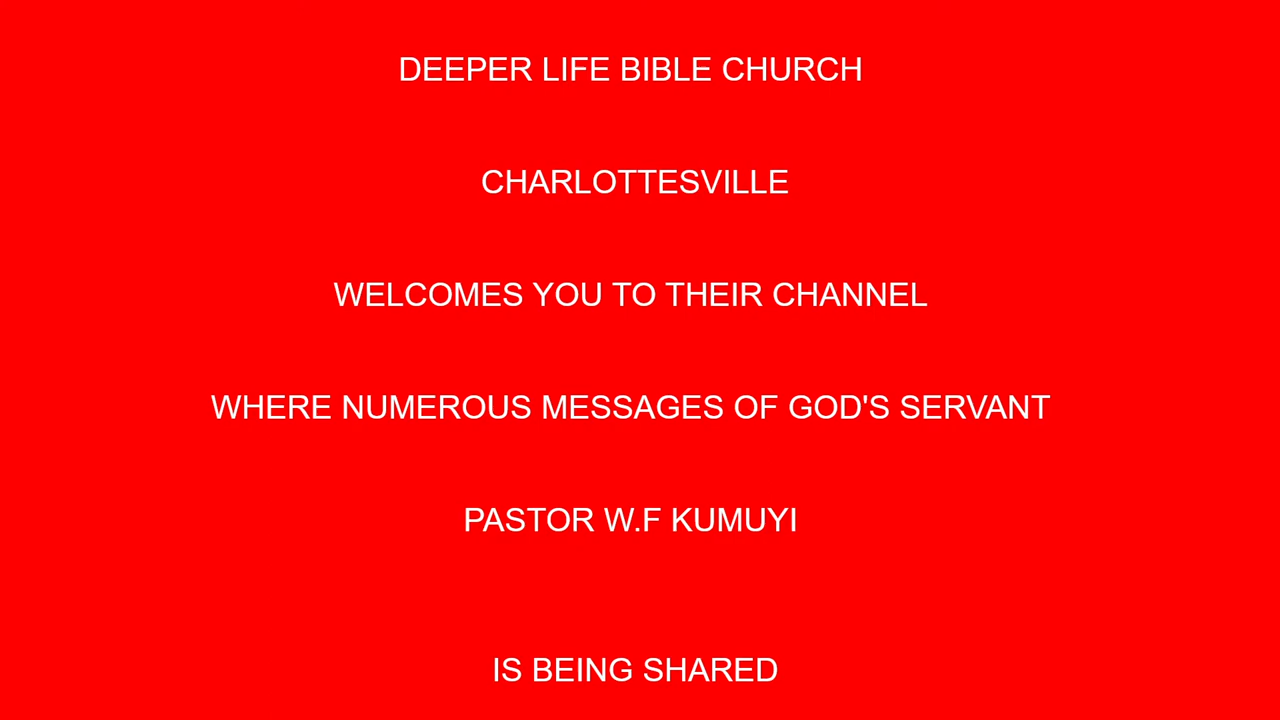 DEEPER LIFE BIBLE CHURCH
CHARLOTTESVILLE
WELCOMES YOU TO THEIR CHANNEL
WHERE NUMEROUS MESSAGES OF GOD'S SERVANT
PASTOR W.F KUMUYI
IS BEING SHARED